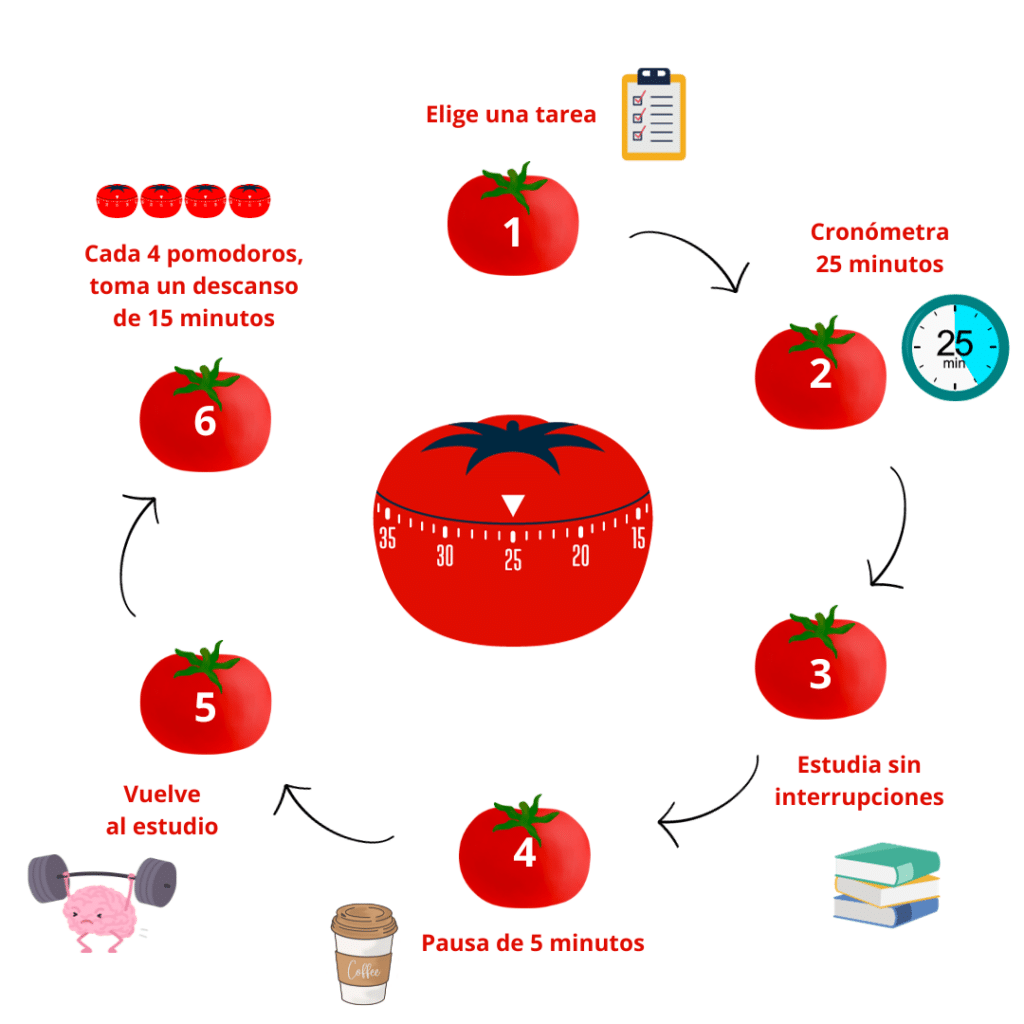 Elige una tarea
1
Cronómetra
25 minutos
2
25
min
3
Estudia sin
interrupciones
4
Pausa de 5 minutos
Coffee
5
Vuelve
al estudio
Cada 4 pomodoros,
toma un descanso
de 15 minutos
6
35 30 25 20 15